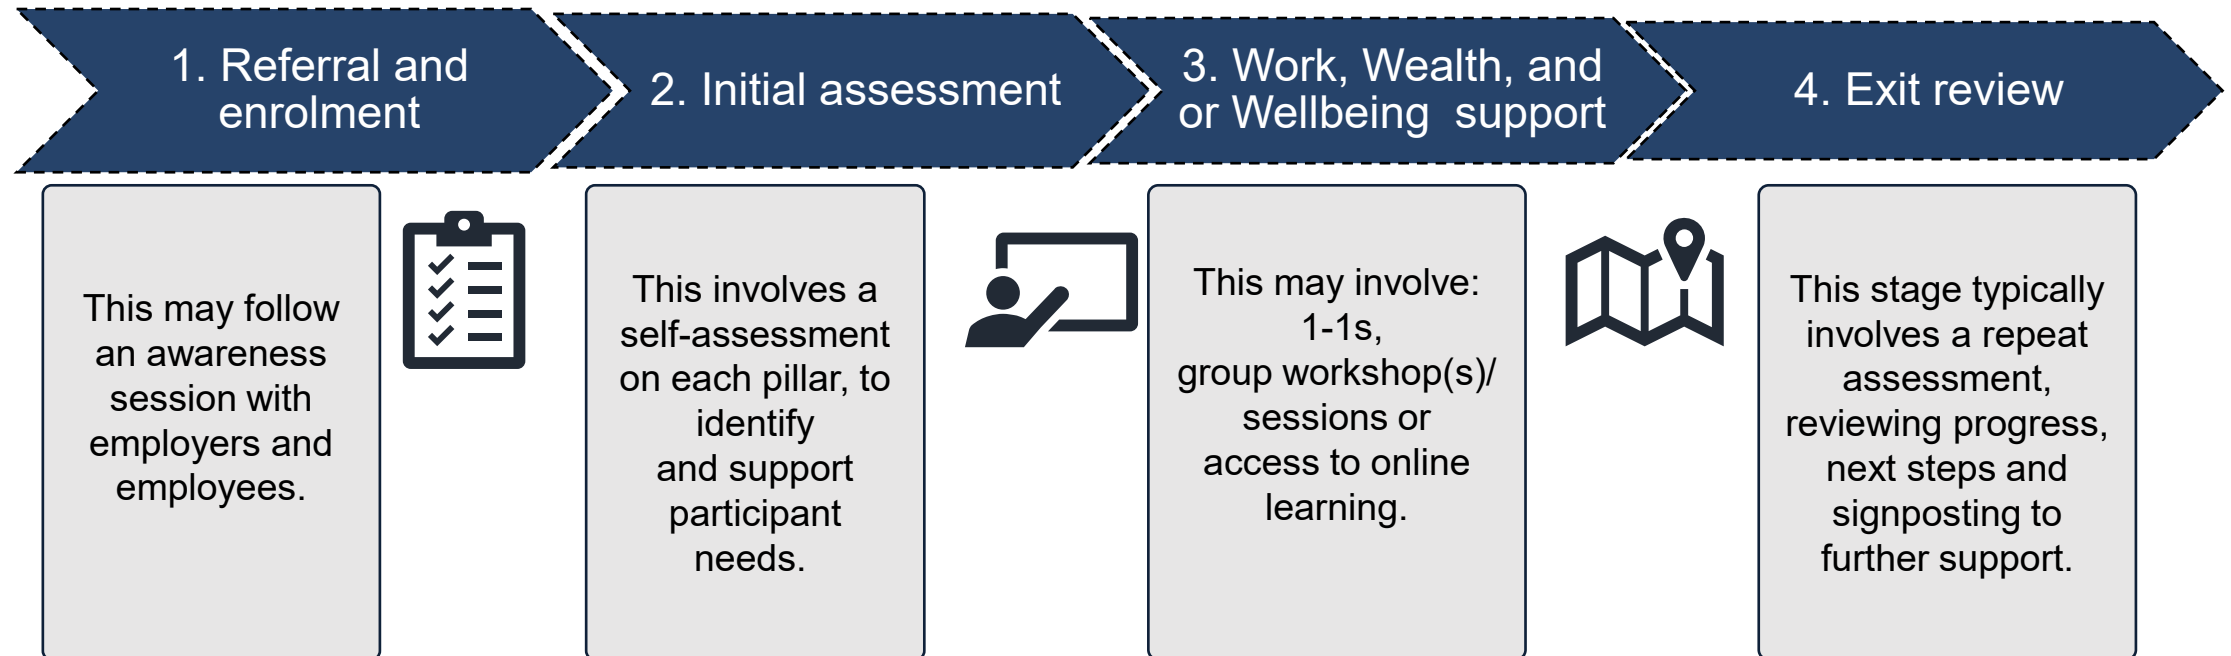 1. Referral and
enrolment
2. Initial assessment
3. Work, Wealth, and
or Wellbeing  support
4. Exit review
This may follow
an awareness
session with
employers and
employees.
This involves a
self-assessment
on each pillar, to
identify
and support
participant
needs.
This may involve:
1-1s,
group workshop(s)/
sessions or
access to online
learning.
This stage typically
involves a repeat
assessment,
reviewing progress,
next steps and
signposting to
further support.